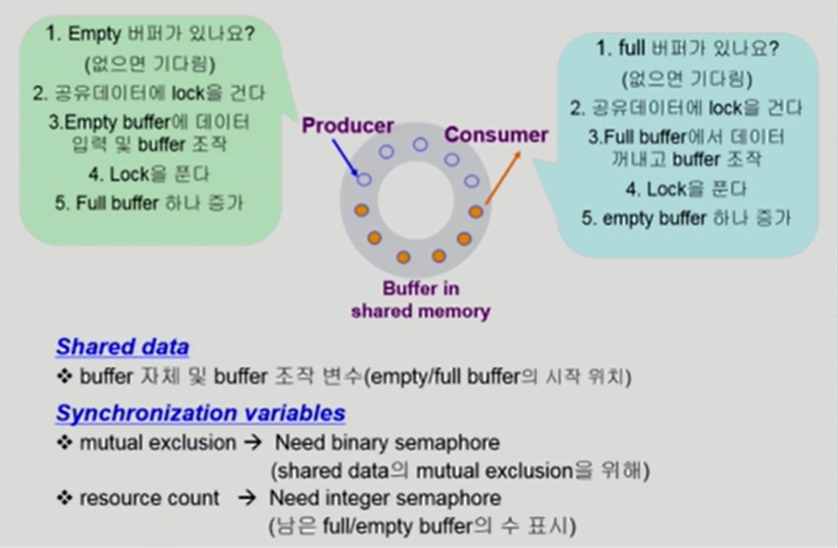 1. Empty 버퍼가 있나요?
(없으면 기다림)
2. 공유데이터에 lock을 건다
3.Empty buffer에 데이터
입력 및 buffer 조작
4. Lock을 푼다
5. Full buffer 하나 증가
Producer
Consumer
Buffer in
shared memory
1. full 버퍼가 있나요?
(없으면 기다림)
2. 공유데이터에 lock을 건다
3.Full buffer에서 데이터
꺼내고 buffer 조작
4. Lock을 푼다
5. empty buffer 하나 증가
Shared data
❖ buffer 자체 및 buffer 조작 변수(empty/full buffer의 시작 위치)
Synchronization variables
❖ mutual exclusion → Need binary semaphore
(shared data의 mutual exclusion을 위해)
❖ resource count → Need integer semaphore
(남은 full/empty buffer의 수 표시)